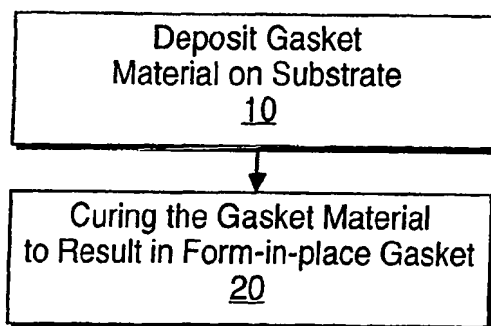 Deposit Gasket
Material on Substrate
10
Curing the Gasket Material
to Result in Form-in-place Gasket
20